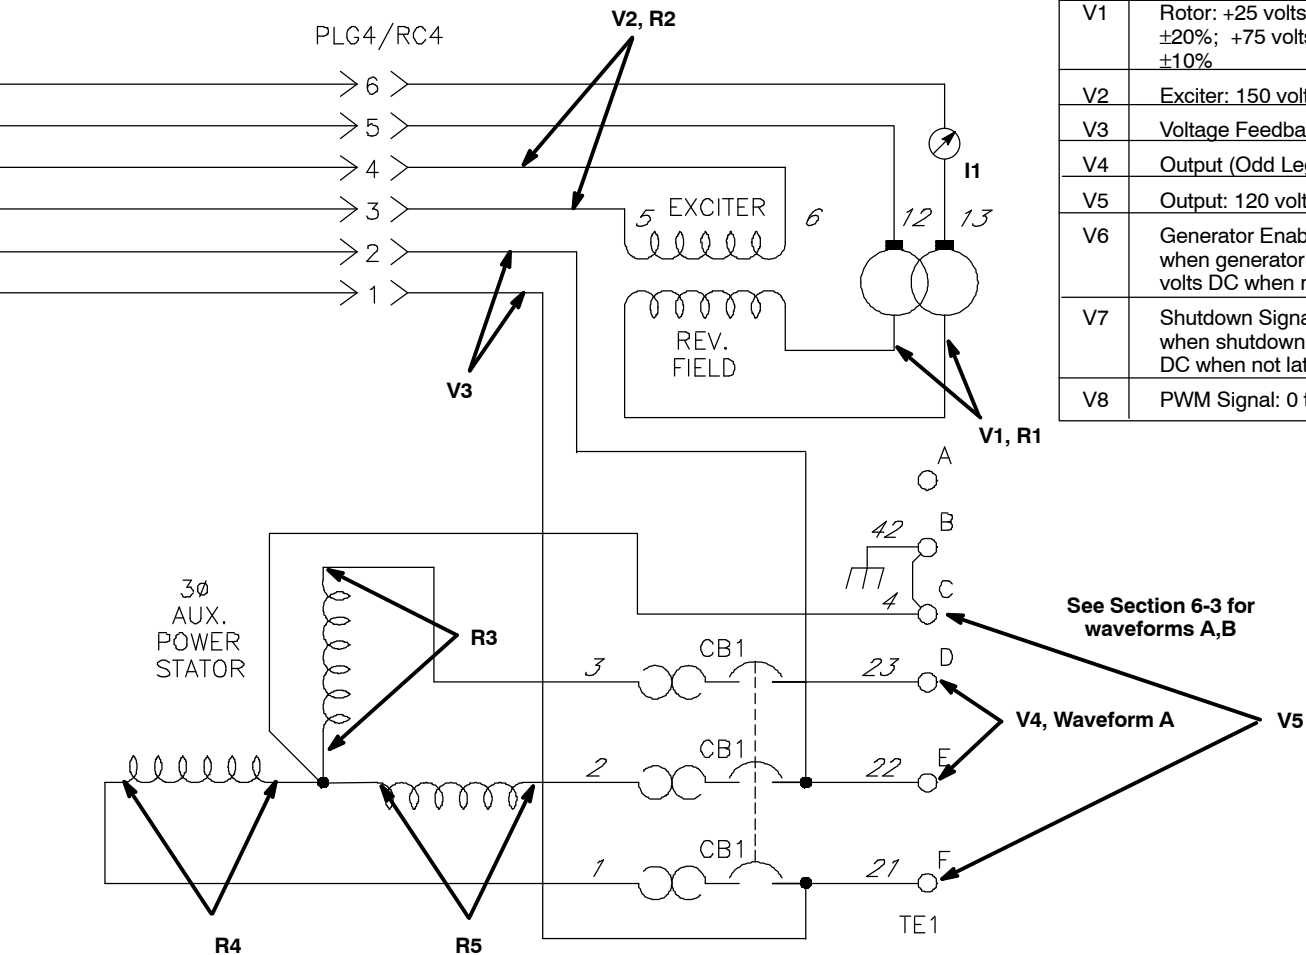 V2, R2
PLG4/RC4
6
5
4
3
2
1
I1
5 EXCITER 6
12 13
REV.
FIELD
V3
V1, R1
V1 Rotor: +25 volts
±20%; +75 volts
±10%
V2 Exciter: 150 volt
V3 Voltage Feedba
V4 Output (Odd Leg
V5 Output: 120 volt
V6 Generator Enab
when generator
volts DC when n
V7 Shutdown Signa
when shutdown
DC when not lat
V8 PWM Signal: 0 t
A
42 B
4 C
3Ø
AUX.
POWER
STATOR
R3
See Section 6-3 for
waveforms A,B
3 CB1 23 D
V4, Waveform A
V5
2 CB1 22 E
1 CB1 21 F
TE1
R4
R5